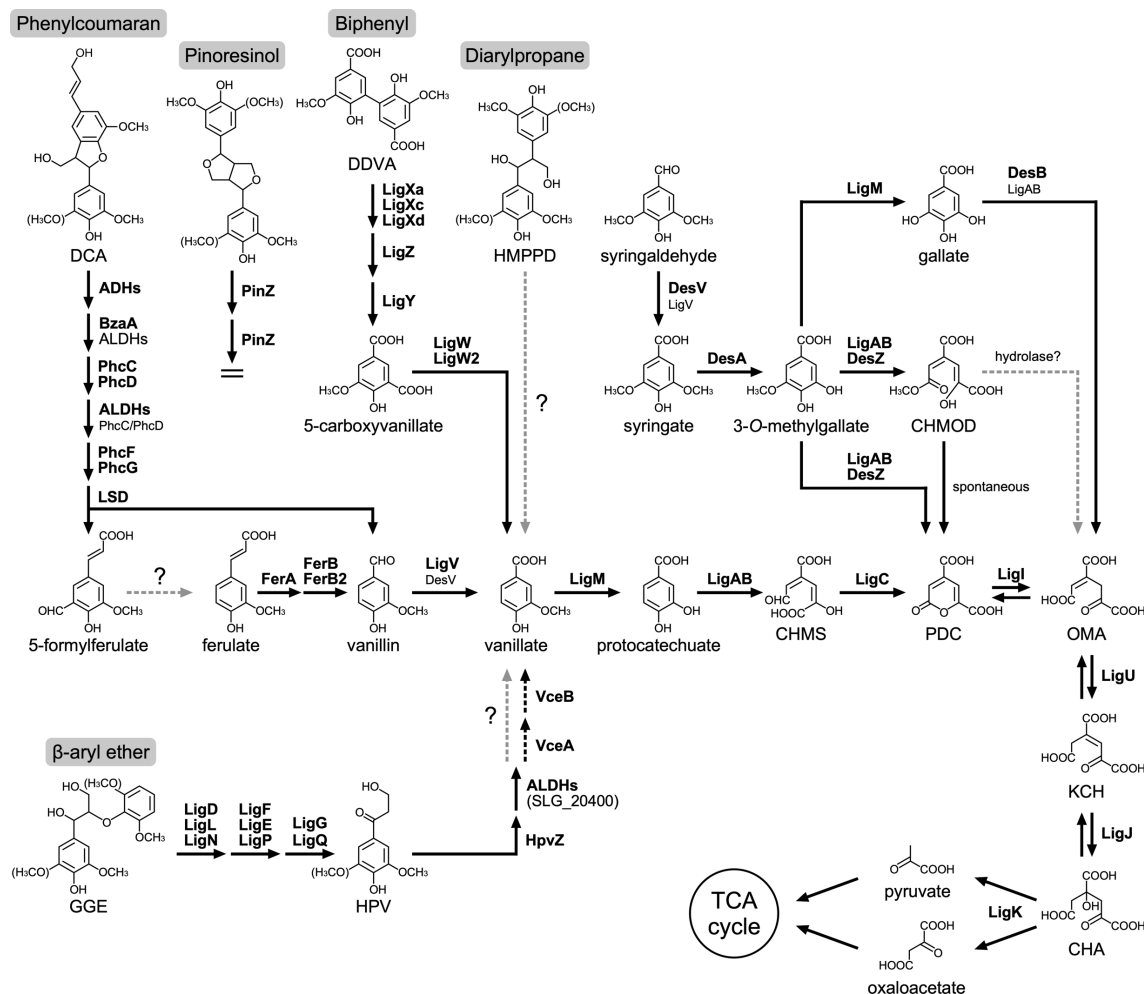 Phenylcoumaran
Pinoresinol
Biphenyl
Diarylpropane
OH
OCH3
HO
O
(H3CO)
OCH3
OH
DCA
ADHs
BzaA
ALDHs
PhcC
PhcD
ALDHs
PhcC/PhcD
PhcF
PhcG
LSD
OH
H3CO
(OCH3)
O
O
(H3CO)
OCH3
OH
PinZ
PinZ
COOH
OH
H3CO
OCH3
OH
COOH
DDVA
LigXa
LigXc
LigXd
LigZ
LigY
COOH
H3CO
COOH
OH
5-carboxyvanillate
LigW
LigW2
OH
H3CO
(OCH3)
HO
OH
(H3CO)
OCH3
OH
HMPPD
?
CHO
H3CO
OCH3
OH
syringaldehyde
DesV
LigV
COOH
H3CO
OCH3
OH
syringate
DesA
COOH
H3CO
OH
OH
3-O-methylgallate
LigM
COOH
OH
OH
OH
gallate
DesB
LigAB
LigAB
DesZ
COOH
H3CO
O
COOH
OH
CHMOD
hydrolase?
LigAB
DesZ
spontaneous
COOH
OHC
OCH3
OH
5-formylferulate
?
COOH
OCH3
OH
ferulate
FerA
FerB
FerB2
CHO
OCH3
OH
vanillin
LigV
DesV
COOH
OCH3
OH
vanillate
LigM
COOH
OH
OH
protocatechuate
LigAB
COOH
CHO
HOOC
OH
CHMS
LigC
COOH
O
O
COOH
PDC
LigI
COOH
HOOC
O
COOH
OMA
LigU
COOH
HOOC
O
COOH
KCH
LigJ
COOH
OH
HOOC
O
COOH
CHA
LigK
O
COOH
pyruvate
COOH
O
HOOC
oxaloacetate
TCA
cycle
β-aryl ether
HO
(H3CO)
HO
O
OCH3
(H3CO)
OCH3
OH
GGE
LigD
LigL
LigN
LigF
LigE
LigP
LigG
LigQ
HO
O
(H3CO)
OCH3
OH
HPV
HpvZ
ALDHs
(SLG_20400)
VceA
VceB
?